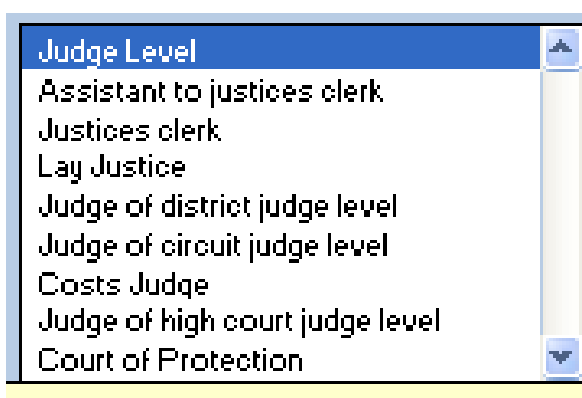 Judge Level
Assistant to justices clerk
Justices clerk
Lay Justice
Judge of district judge level
Judge of circuit judge level
Costs Judge
Judge of high court judge level
Court of Protection